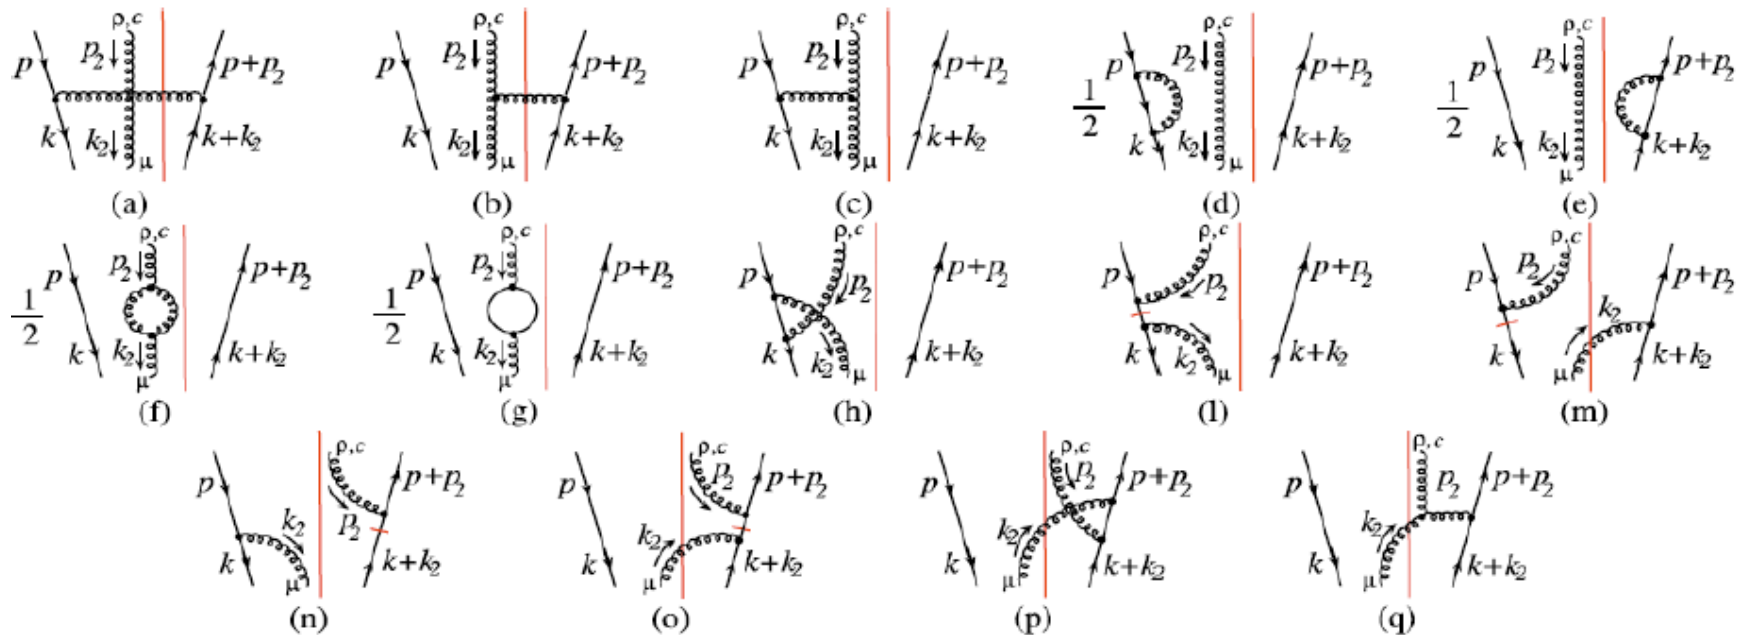 ρ,c ρ,c ρ,c ρ,c ρ,c
p p₂ p+p₂ p p₂ p+p₂ p p₂ p+p₂ 1/2 p p₂ p+p₂ 1/2 p p₂ p+p₂
k k₂ k+k₂ k k₂ k+k₂ k k₂ k+k₂ k k₂ k+k₂ k k₂ k+k₂
μ μ μ μ μ
(a) (b) (c) (d) (e)
ρ,c ρ,c ρ,c ρ,c ρ,c
1/2 p p₂ p+p₂ 1/2 p p₂ p+p₂ p p₂ p+p₂ p p₂ p+p₂ p p₂ p+p₂
k k₂ k+k₂ k k₂ k+k₂ k k₂ k+k₂ k k₂ k+k₂ k k₂ k+k₂
μ μ μ μ μ
(f) (g) (h) (l) (m)
ρ,c ρ,c ρ,c ρ,c
p p₂ p+p₂ p p₂ p+p₂ p p₂ p+p₂ p p₂ p+p₂
k k₂ k+k₂ k k₂ k+k₂ k k₂ k+k₂ k k₂ k+k₂
μ μ μ μ
(n) (o) (p) (q)